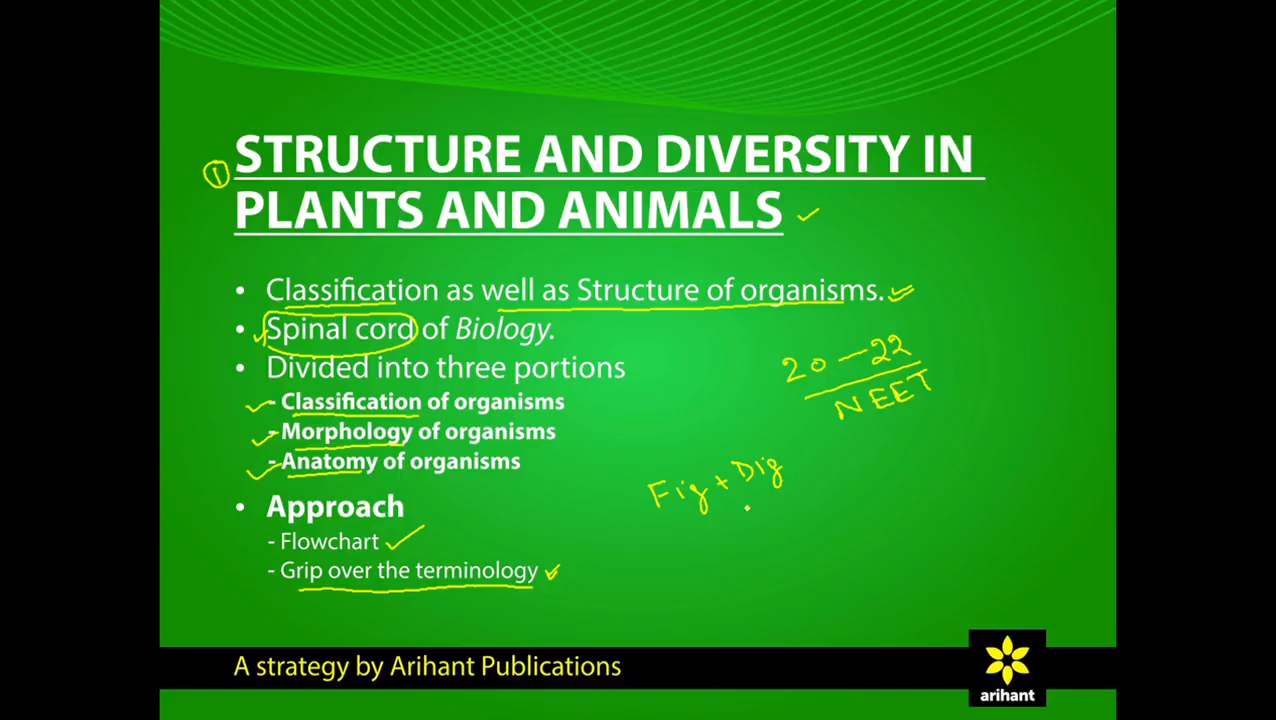 ① STRUCTURE AND DIVERSITY IN
PLANTS AND ANIMALS
• Classification as well as Structure of organisms.
• Spinal cord of Biology.
• Divided into three portions
- Classification of organisms
- Morphology of organisms
- Anatomy of organisms
20-22
NEET
Fig + Dig
• Approach
- Flowchart
- Grip over the terminology
A strategy by Arihant Publications
arihant